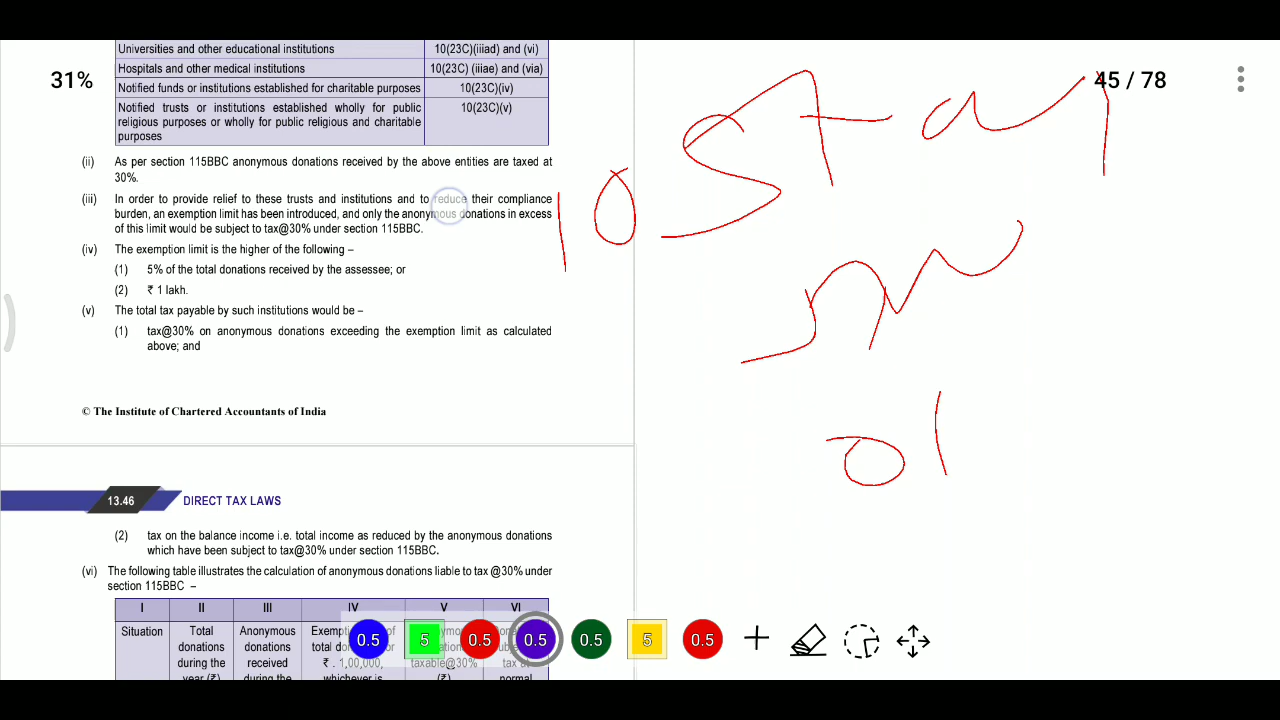 Universities and other educational institutions 10(23C)(iiiad) and (vi)
31%
Hospitals and other medical institutions 10(23C) (iiiae) and (via)
45 / 78
Notified funds or institutions established for charitable purposes 10(23C)(iv)
Notified trusts or institutions established wholly for public 10(23C)(v)
religious purposes or wholly for public religious and charitable
purposes
(ii) As per section 115BBC anonymous donations received by the above entities are taxed at
30%.
(iii) In order to provide relief to these trusts and institutions and to reduce their compliance
burden, an exemption limit has been introduced, and only the anonymous donations in excess
of this limit would be subject to tax@30% under section 115BBC.
10
(iv) The exemption limit is the higher of the following –
(1) 5% of the total donations received by the assessee; or
(2) ₹ 1 lakh.
(v) The total tax payable by such institutions would be –
(1) tax@30% on anonymous donations exceeding the exemption limit as calculated
above; and
© The Institute of Chartered Accountants of India
13.46 DIRECT TAX LAWS
(2) tax on the balance income i.e. total income as reduced by the anonymous donations
which have been subject to tax@30% under section 115BBC.
(vi) The following table illustrates the calculation of anonymous donations liable to tax @30% under
section 115BBC –
I II III IV V VI
Situation Total Anonymous
donations donations
during the received
year (₹) during the
₹ . 1,00,000, taxable@30%
whichever is (₹) normal
0.5 5 0.5 0.5 0.5 5 0.5